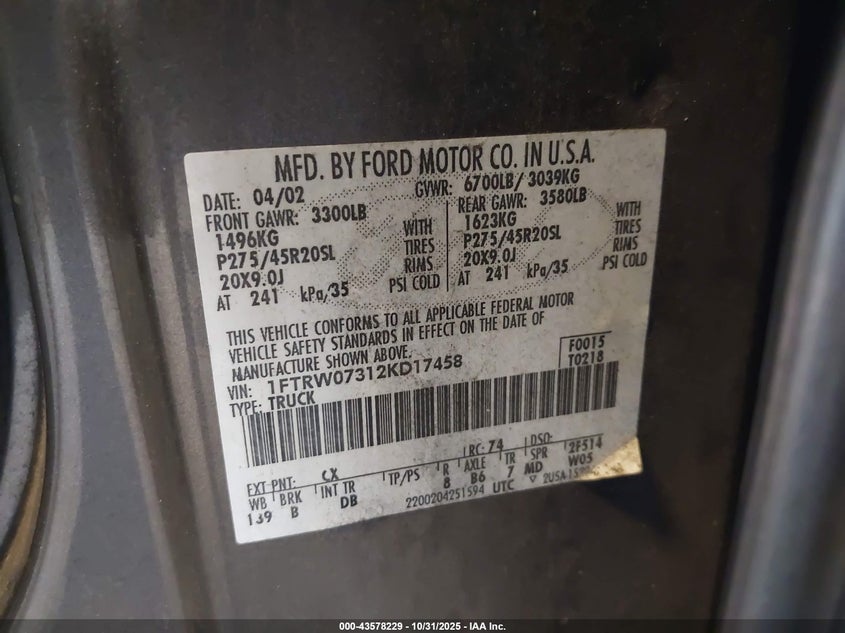 MFD. BY FORD MOTOR CO. IN U.S.A.
DATE: 04/02 GVWR: 6700LB/ 3039KG
FRONT GAWR: 3300LB REAR GAWR: 3580LB
1496KG WITH 1623KG WITH
P275/45R20SL TIRES P275/45R20SL TIRES
20X9.0J RIMS 20X9.0J RIMS
AT 241 kPa/35 PSI COLD AT 241 kPa/35 PSI COLD
THIS VEHICLE CONFORMS TO ALL APPLICABLE FEDERAL MOTOR
VEHICLE SAFETY STANDARDS IN EFFECT ON THE DATE OF
MANUFACTURE SHOWN ABOVE.
VIN: 1FTRW07312KD17458 F0015
TYPE: TRUCK T0218
EXT PNT: CX RC: 74 DSO:
WB BRK INT TR TP/PS R AXLE TR SPR 2F514
139 B DB 8 B6 7 MD W05
2200204251594 UTC
000-43578229 - 10/31/2025 - IAA Inc.